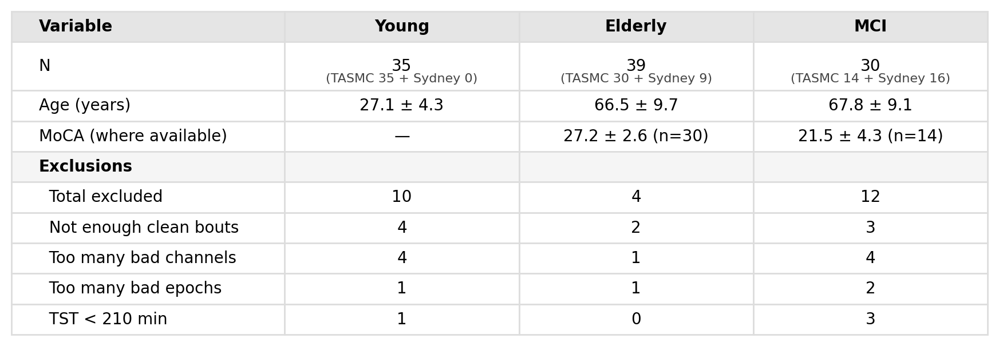 Variable Young Elderly MCI
N 35 39 30
(TASMC 35 + Sydney 0) (TASMC 30 + Sydney 9) (TASMC 14 + Sydney 16)
Age (years) 27.1 ± 4.3 66.5 ± 9.7 67.8 ± 9.1
MoCA (where available) — 27.2 ± 2.6 (n=30) 21.5 ± 4.3 (n=14)
Exclusions
Total excluded 10 4 12
Not enough clean bouts 4 2 3
Too many bad channels 4 1 4
Too many bad epochs 1 1 2
TST < 210 min 1 0 3